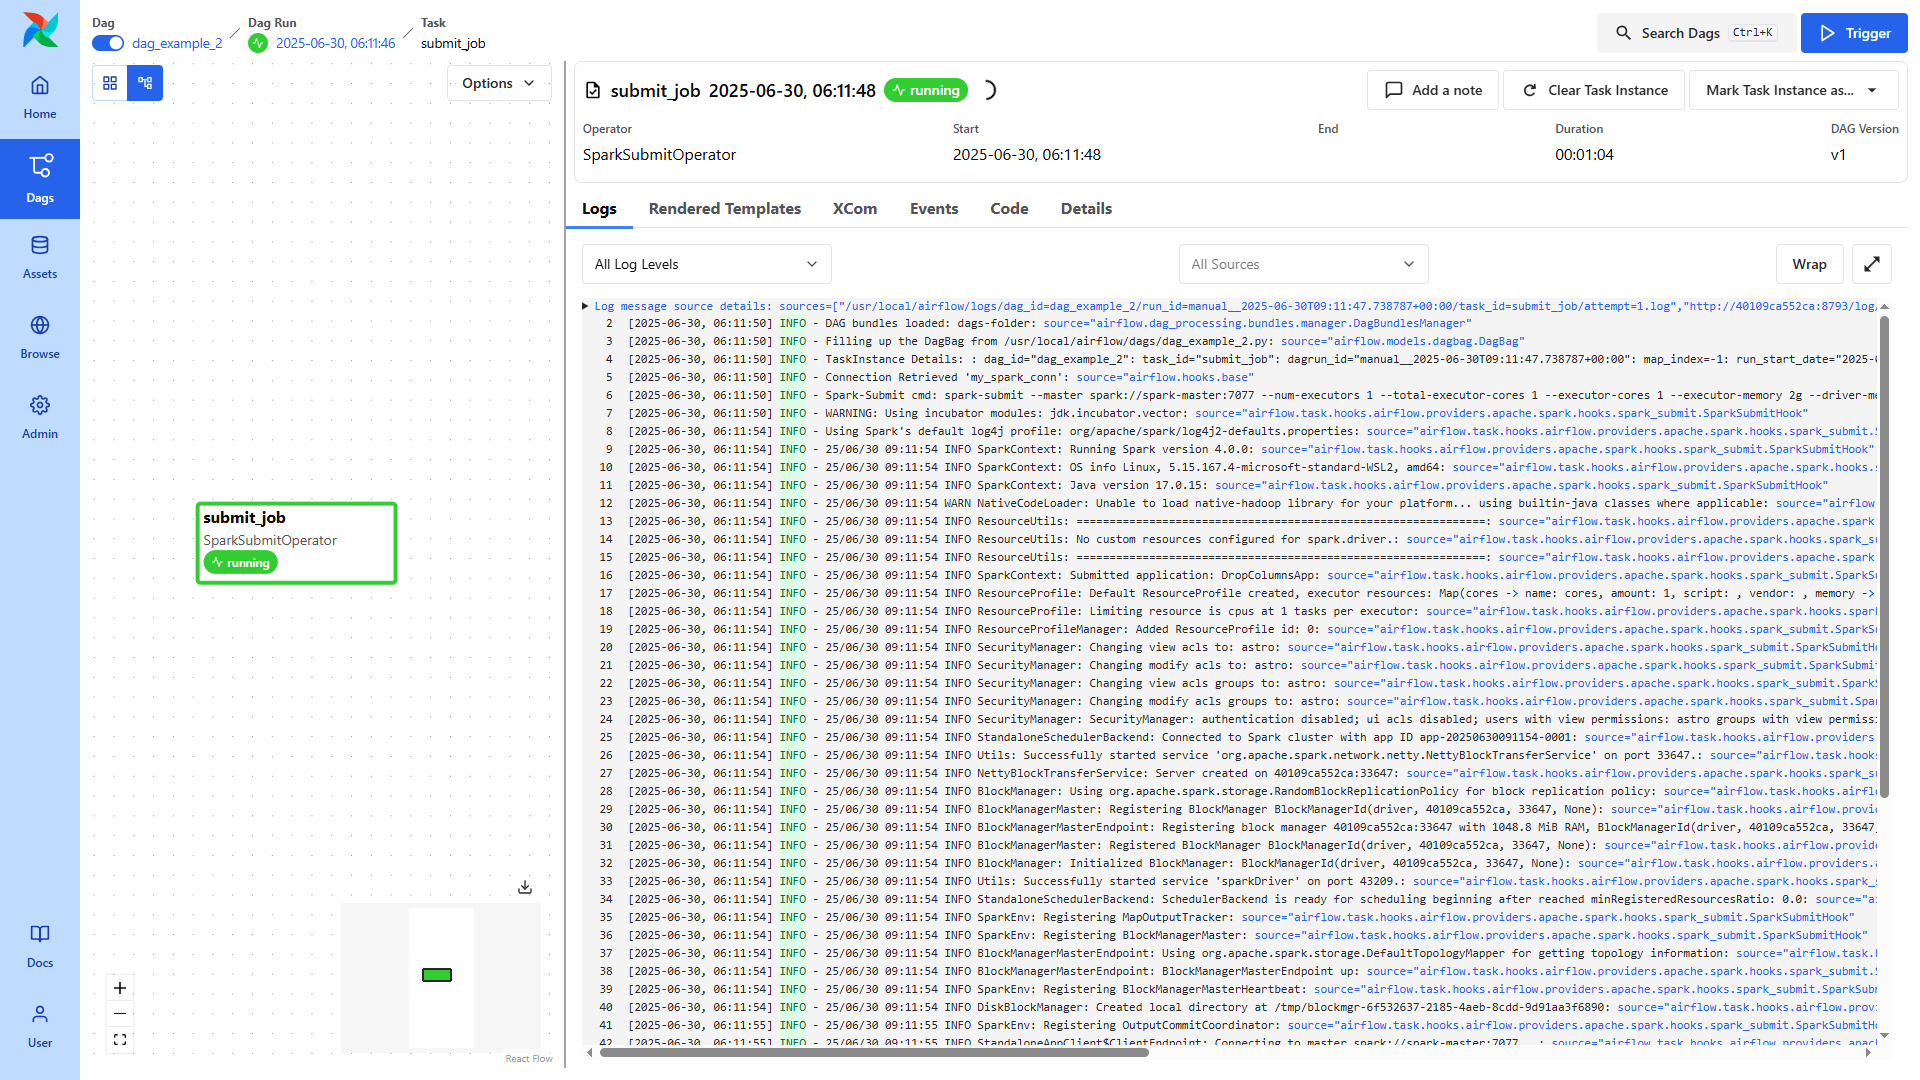 Dag
dag_example_2
Dag Run
2025-06-30, 06:11:46
Task
submit_job
Search Dags
Ctrl+K
Trigger
Home
Dags
Assets
Browse
Admin
Docs
User
Options
submit_job
SparkSubmitOperator
running
React Flow
submit_job 2025-06-30, 06:11:48 running
Add a note
Clear Task Instance
Mark Task Instance as...
Operator
SparkSubmitOperator
Start
2025-06-30, 06:11:48
End
Duration
00:01:04
DAG Version
v1
Logs
Rendered Templates
XCom
Events
Code
Details
All Log Levels
All Sources
Wrap
Log message source details: sources=["/usr/local/airflow/logs/dag_id=dag_example_2/run_id=manual__2025-06-30T09:11:47.738787+00:00/task_id=submit_job/attempt=1.log","http://40109ca552ca:8793/log
2 [2025-06-30, 06:11:50] INFO - DAG bundles loaded: dags-folder: source="airflow.dag_processing.bundles.manager.DagBundlesManager"
3 [2025-06-30, 06:11:50] INFO - Filling up the DagBag from /usr/local/airflow/dags/dag_example_2.py: source="airflow.models.dagbag.DagBag"
4 [2025-06-30, 06:11:50] INFO - TaskInstance Details: : dag_id="dag_example_2": task_id="submit_job": dagrun_id="manual__2025-06-30T09:11:47.738787+00:00": map_index=-1: run_start_date="2025-
5 [2025-06-30, 06:11:50] INFO - Connection Retrieved 'my_spark_conn': source="airflow.hooks.base"
6 [2025-06-30, 06:11:50] INFO - Spark-Submit cmd: spark-submit --master spark://spark-master:7077 --num-executors 1 --total-executor-cores 1 --executor-cores 1 --executor-memory 2g --driver-me
7 [2025-06-30, 06:11:50] INFO - WARNING: Using incubator modules: jdk.incubator.vector: source="airflow.task.hooks.airflow.providers.apache.spark.hooks.spark_submit.SparkSubmitHook"
8 [2025-06-30, 06:11:54] INFO - Using Spark's default log4j profile: org/apache/spark/log4j2-defaults.properties: source="airflow.task.hooks.airflow.providers.apache.spark.hooks.spark_submit.S
9 [2025-06-30, 06:11:54] INFO - 25/06/30 09:11:54 INFO SparkContext: Running Spark version 4.0.0: source="airflow.task.hooks.airflow.providers.apache.spark.hooks.spark_submit.SparkSubmitHook"
10 [2025-06-30, 06:11:54] INFO - 25/06/30 09:11:54 INFO SparkContext: OS info Linux, 5.15.167.4-microsoft-standard-WSL2, amd64: source="airflow.task.hooks.airflow.providers.apache.spark.hooks.s
11 [2025-06-30, 06:11:54] INFO - 25/06/30 09:11:54 INFO SparkContext: Java version 17.0.15: source="airflow.task.hooks.airflow.providers.apache.spark.hooks.spark_submit.SparkSubmitHook"
12 [2025-06-30, 06:11:54] INFO - 25/06/30 09:11:54 WARN NativeCodeLoader: Unable to load native-hadoop library for your platform... using builtin-java classes where applicable: source="airflow
13 [2025-06-30, 06:11:54] INFO - 25/06/30 09:11:54 INFO ResourceUtils: ==============================================================: source="airflow.task.hooks.airflow.providers.apache.spark
14 [2025-06-30, 06:11:54] INFO - 25/06/30 09:11:54 INFO ResourceUtils: No custom resources configured for spark.driver.: source="airflow.task.hooks.airflow.providers.apache.spark.hooks.spark_s
15 [2025-06-30, 06:11:54] INFO - 25/06/30 09:11:54 INFO ResourceUtils: ==============================================================: source="airflow.task.hooks.airflow.providers.apache.spark
16 [2025-06-30, 06:11:54] INFO - 25/06/30 09:11:54 INFO SparkContext: Submitted application: DropColumnsApp: source="airflow.task.hooks.airflow.providers.apache.spark.hooks.spark_submit.SparkS
17 [2025-06-30, 06:11:54] INFO - 25/06/30 09:11:54 INFO ResourceProfile: Default ResourceProfile created, executor resources: Map(cores -> name: cores, amount: 1, script: , vendor: , memory ->
18 [2025-06-30, 06:11:54] INFO - 25/06/30 09:11:54 INFO ResourceProfile: Limiting resource is cpus at 1 tasks per executor: source="airflow.task.hooks.airflow.providers.apache.spark.hooks.spark
19 [2025-06-30, 06:11:54] INFO - 25/06/30 09:11:54 INFO ResourceProfileManager: Added ResourceProfile id: 0: source="airflow.task.hooks.airflow.providers.apache.spark.hooks.spark_submit.SparkS
20 [2025-06-30, 06:11:54] INFO - 25/06/30 09:11:54 INFO SecurityManager: Changing view acls to: astro: source="airflow.task.hooks.airflow.providers.apache.spark.hooks.spark_submit.SparkSubmitH
21 [2025-06-30, 06:11:54] INFO - 25/06/30 09:11:54 INFO SecurityManager: Changing modify acls to: astro: source="airflow.task.hooks.airflow.providers.apache.spark.hooks.spark_submit.SparkSubmit
22 [2025-06-30, 06:11:54] INFO - 25/06/30 09:11:54 INFO SecurityManager: Changing view acls groups to: astro: source="airflow.task.hooks.airflow.providers.apache.spark.hooks.spark_submit.SparkS
23 [2025-06-30, 06:11:54] INFO - 25/06/30 09:11:54 INFO SecurityManager: Changing modify acls groups to: astro: source="airflow.task.hooks.airflow.providers.apache.spark.hooks.spark_submit.Spa
24 [2025-06-30, 06:11:54] INFO - 25/06/30 09:11:54 INFO SecurityManager: SecurityManager: authentication disabled; ui acls disabled; users with view permissions: astro groups with view permiss
25 [2025-06-30, 06:11:54] INFO - 25/06/30 09:11:54 INFO StandaloneSchedulerBackend: Connected to Spark cluster with app ID app-20250630091154-0001: source="airflow.task.hooks.airflow.providers
26 [2025-06-30, 06:11:54] INFO - 25/06/30 09:11:54 INFO Utils: Successfully started service 'org.apache.spark.network.netty.NettyBlockTransferService' on port 33647.: source="airflow.task.hooks
27 [2025-06-30, 06:11:54] INFO - 25/06/30 09:11:54 INFO NettyBlockTransferService: Server created on 40109ca552ca:33647: source="airflow.task.hooks.airflow.providers.apache.spark.hooks.spark_su
28 [2025-06-30, 06:11:54] INFO - 25/06/30 09:11:54 INFO BlockManager: Using org.apache.spark.storage.RandomBlockReplicationPolicy for block replication policy: source="airflow.task.hooks.airfl
29 [2025-06-30, 06:11:54] INFO - 25/06/30 09:11:54 INFO BlockManagerMaster: Registering BlockManager BlockManagerId(driver, 40109ca552ca, 33647, None): source="airflow.task.hooks.airflow.provi
30 [2025-06-30, 06:11:54] INFO - 25/06/30 09:11:54 INFO BlockManagerMasterEndpoint: Registering block manager 40109ca552ca:33647 with 1048.8 MiB RAM, BlockManagerId(driver, 40109ca552ca, 33647,
31 [2025-06-30, 06:11:54] INFO - 25/06/30 09:11:54 INFO BlockManagerMaster: Registered BlockManager BlockManagerId(driver, 40109ca552ca, 33647, None): source="airflow.task.hooks.airflow.provide
32 [2025-06-30, 06:11:54] INFO - 25/06/30 09:11:54 INFO BlockManager: Initialized BlockManager: BlockManagerId(driver, 40109ca552ca, 33647, None): source="airflow.task.hooks.airflow.providers.a
33 [2025-06-30, 06:11:54] INFO - 25/06/30 09:11:54 INFO Utils: Successfully started service 'sparkDriver' on port 43209.: source="airflow.task.hooks.airflow.providers.apache.spark.hooks.spark_s
34 [2025-06-30, 06:11:54] INFO - 25/06/30 09:11:54 INFO StandaloneSchedulerBackend: SchedulerBackend is ready for scheduling beginning after reached minRegisteredResourcesRatio: 0.0: source="ai
35 [2025-06-30, 06:11:54] INFO - 25/06/30 09:11:54 INFO SparkEnv: Registering MapOutputTracker: source="airflow.task.hooks.airflow.providers.apache.spark.hooks.spark_submit.SparkSubmitHook"
36 [2025-06-30, 06:11:54] INFO - 25/06/30 09:11:54 INFO SparkEnv: Registering BlockManagerMaster: source="airflow.task.hooks.airflow.providers.apache.spark.hooks.spark_submit.SparkSubmitHook"
37 [2025-06-30, 06:11:54] INFO - 25/06/30 09:11:54 INFO BlockManagerMasterEndpoint: Using org.apache.spark.storage.DefaultTopologyMapper for getting topology information: source="airflow.task.h
38 [2025-06-30, 06:11:54] INFO - 25/06/30 09:11:54 INFO BlockManagerMasterEndpoint: BlockManagerMasterEndpoint up: source="airflow.task.hooks.airflow.providers.apache.spark.hooks.spark_submit.S
39 [2025-06-30, 06:11:54] INFO - 25/06/30 09:11:54 INFO SparkEnv: Registering BlockManagerMasterHeartbeat: source="airflow.task.hooks.airflow.providers.apache.spark.hooks.spark_submit.SparkSubm
40 [2025-06-30, 06:11:54] INFO - 25/06/30 09:11:54 INFO DiskBlockManager: Created local directory at /tmp/blockmgr-6f532637-2185-4aeb-8cdd-9d91aa3f6890: source="airflow.task.hooks.airflow.prov
41 [2025-06-30, 06:11:55] INFO - 25/06/30 09:11:55 INFO SparkEnv: Registering OutputCommitCoordinator: source="airflow.task.hooks.airflow.providers.apache.spark.hooks.spark_submit.SparkSubmitH
42 [2025-06-30, 06:11:55] INFO - 25/06/30 09:11:55 INFO StandaloneAppClient$ClientEndpoint: Connecting to master spark://spark-master:7077...: source="airflow.task.hooks.airflow.providers.apach